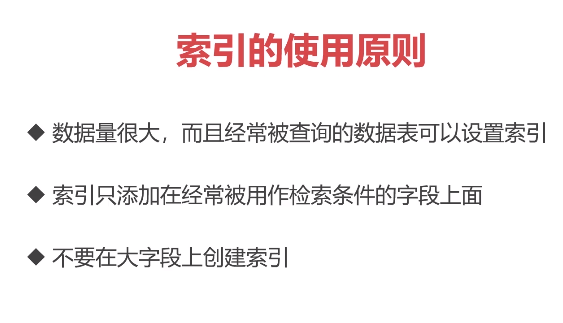 索引的使用原则
◆ 数据量很大，而且经常被查询的数据表可以设置索引
◆ 索引只添加在经常被用作检索条件的字段上面
◆ 不要在大字段上创建索引